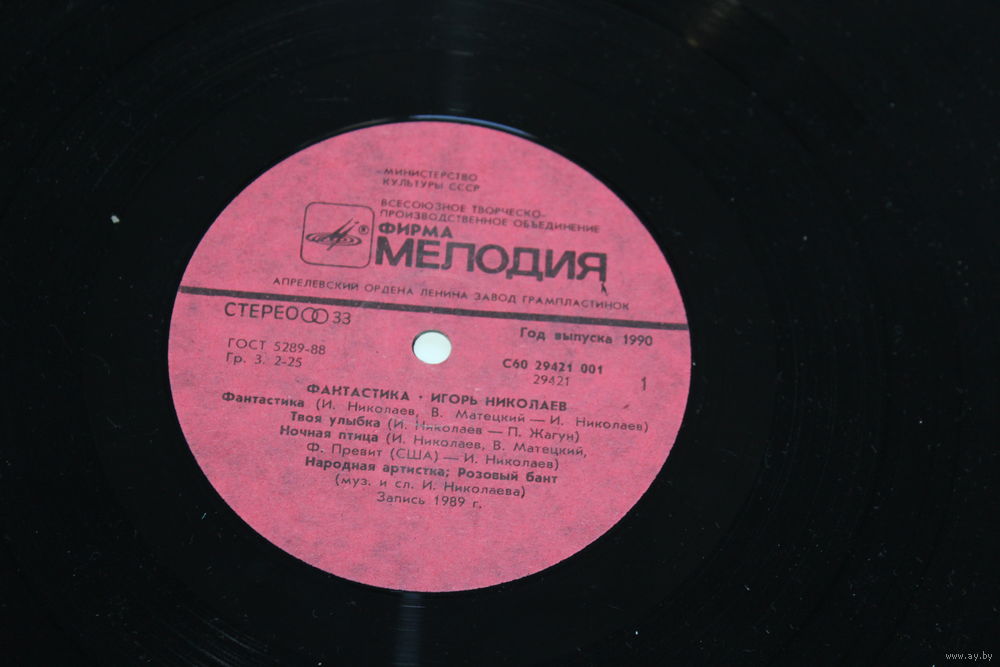 МИНИСТЕРСТВО
КУЛЬТУРЫ СССР
ВСЕСОЮЗНОЕ ТВОРЧЕСКО-
ПРОИЗВОДСТВЕННОЕ ОБЪЕДИНЕНИЕ
®
ФИРМА
МЕЛОДИЯ
АПРЕЛЕВСКИЙ ОРДЕНА ЛЕНИНА ЗАВОД ГРАМПЛАСТИНОК
СТЕРЕО 33
Год выпуска 1990
ГОСТ 5289-88
Гр. 3. 2-25
С60 29421 001
29421
1
ФАНТАСТИКА · ИГОРЬ НИКОЛАЕВ
Фантастика (И. Николаев, В. Матецкий — И. Николаев)
Твоя улыбка (И. Николаев — П. Жагун)
Ночная птица (И. Николаев, В. Матецкий,
Ф. Превит (США) — И. Николаев)
Народная артистка; Розовый бант
(муз. и сл. И. Николаева)
Запись 1989 г.
www.ay.by